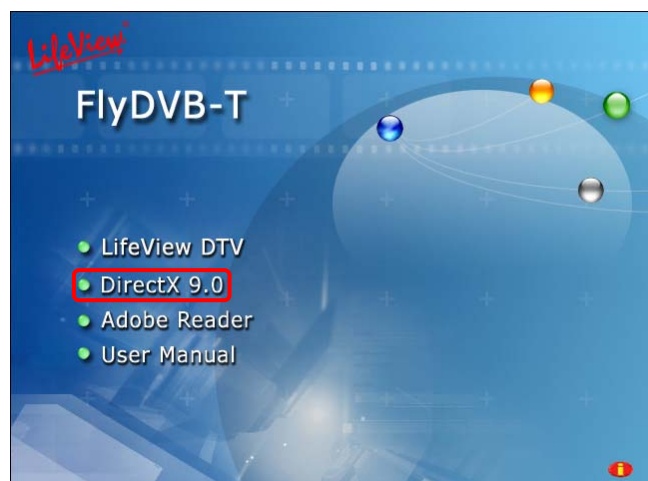 LifeView
FlyDVB-T
LifeView DTV
DirectX 9.0
Adobe Reader
User Manual
i